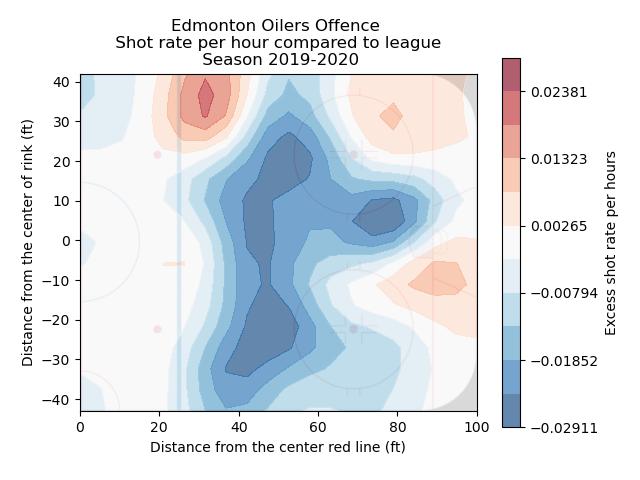 Edmonton Oilers Offence
Shot rate per hour compared to league
Season 2019-2020
Distance from the center of rink (ft)
40
30
20
10
0
−10
−20
−30
−40
0 20 40 60 80 100
Distance from the center red line (ft)
0.02381
0.01323
0.00265
−0.00794
−0.01852
−0.02911
Excess shot rate per hours